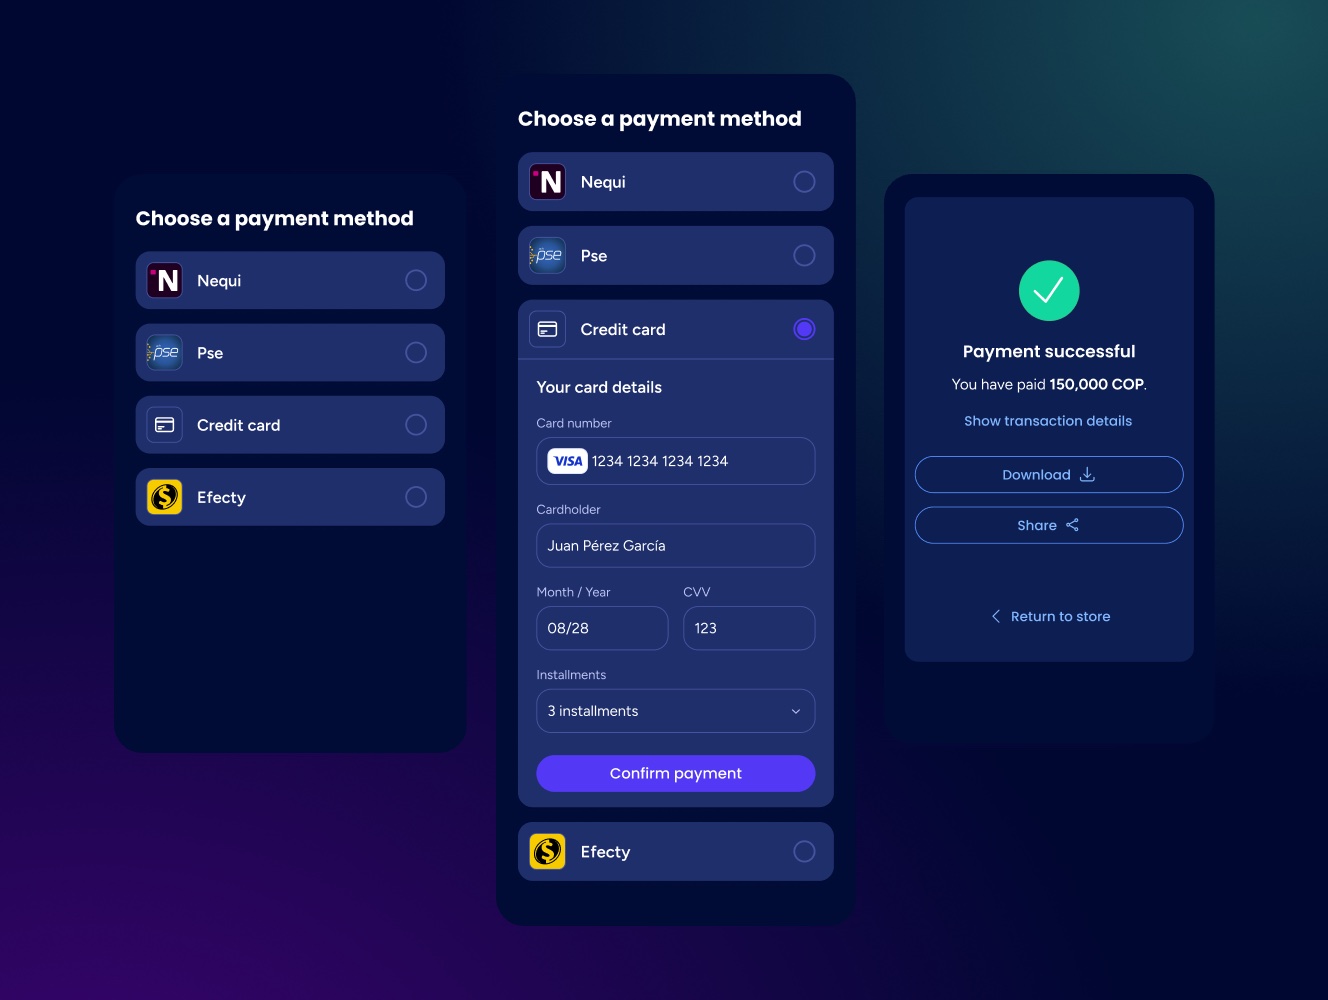 Choose a payment method
N Nequi
pse Pse
Credit card
$ Efecty
Choose a payment method
N Nequi
pse Pse
Credit card
Your card details
Card number
VISA 1234 1234 1234 1234
Cardholder
Juan Pérez García
Month / Year CVV
08/28 123
Installments
3 installments
Confirm payment
$ Efecty
Payment successful
You have paid 150,000 COP.
Show transaction details
Download
Share
Return to store